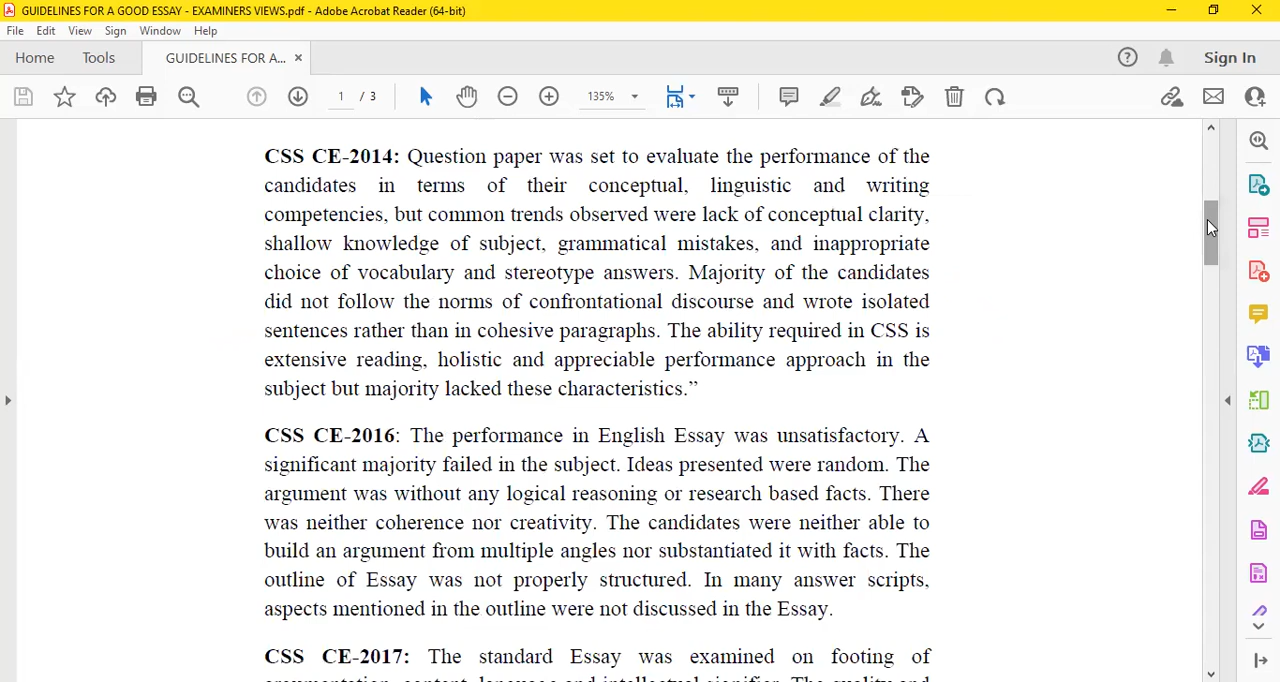 GUIDELINES FOR A GOOD ESSAY - EXAMINERS VIEWS.pdf - Adobe Acrobat Reader (64-bit)
File Edit View Sign Window Help
Home Tools GUIDELINES FOR A... × Sign In
1 / 3 135%
CSS CE-2014: Question paper was set to evaluate the performance of the
candidates in terms of their conceptual, linguistic and writing
competencies, but common trends observed were lack of conceptual clarity,
shallow knowledge of subject, grammatical mistakes, and inappropriate
choice of vocabulary and stereotype answers. Majority of the candidates
did not follow the norms of confrontational discourse and wrote isolated
sentences rather than in cohesive paragraphs. The ability required in CSS is
extensive reading, holistic and appreciable performance approach in the
subject but majority lacked these characteristics.”
CSS CE-2016: The performance in English Essay was unsatisfactory. A
significant majority failed in the subject. Ideas presented were random. The
argument was without any logical reasoning or research based facts. There
was neither coherence nor creativity. The candidates were neither able to
build an argument from multiple angles nor substantiated it with facts. The
outline of Essay was not properly structured. In many answer scripts,
aspects mentioned in the outline were not discussed in the Essay.
CSS CE-2017: The standard Essay was examined on footing of